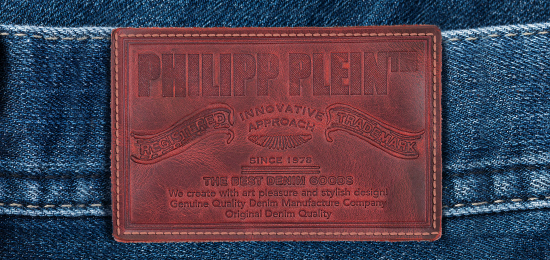 PHILIPP PLEIN™
INNOVATIVE
APPROACH
REGISTERED TRADEMARK
SINCE 1978
THE BEST DENIM GOODS
We create with art pleasure and stylish design!
Genuine Quality Denim Manufacture Company
Original Denim Quality